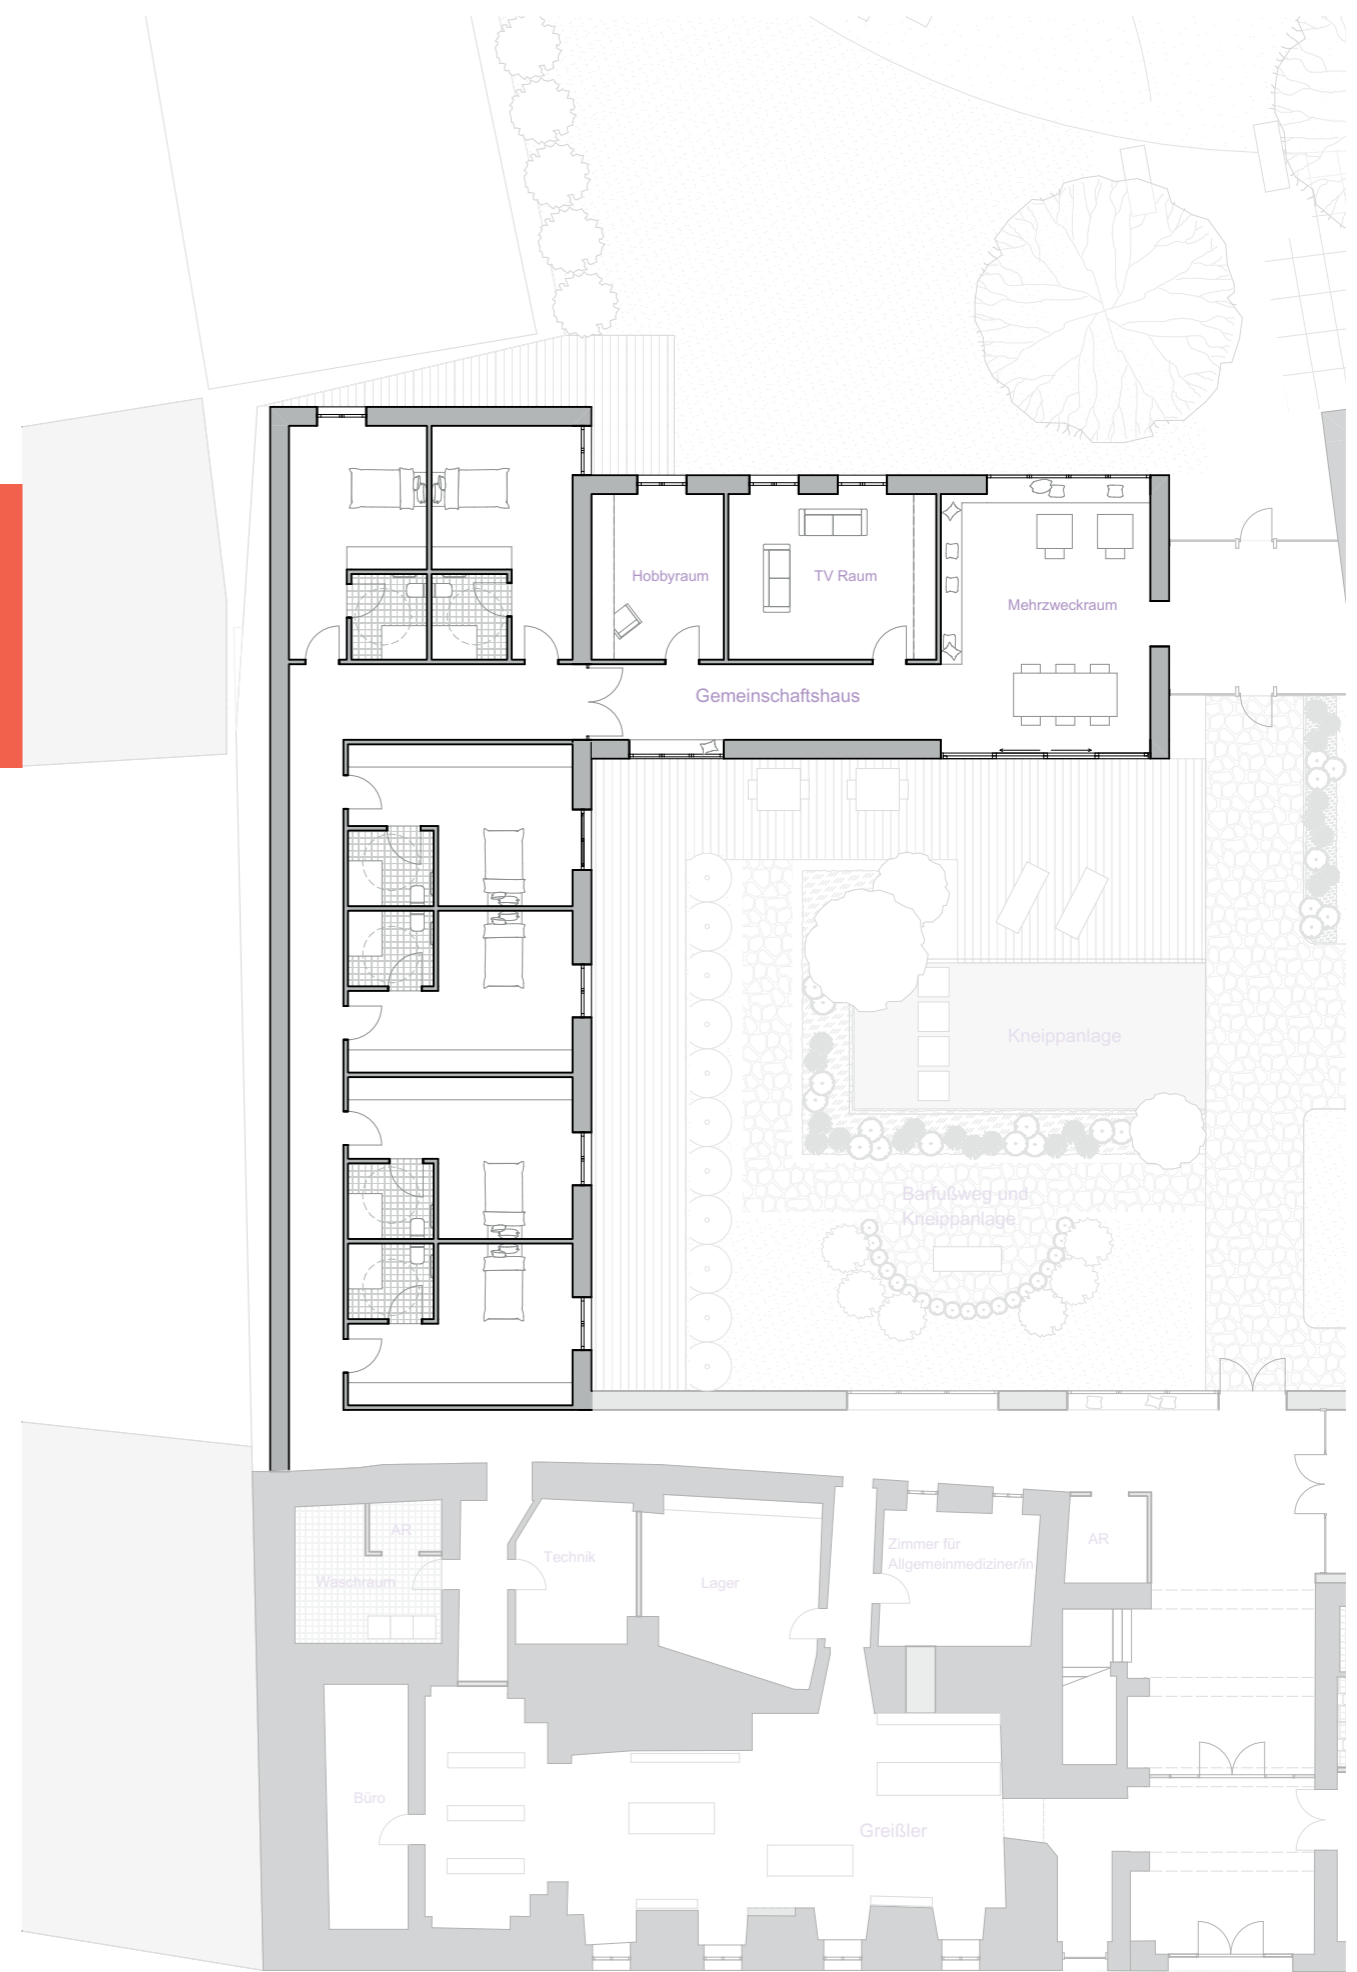 Hobbyraum
TV Raum
Mehrzweckraum
Gemeinschaftshaus
Kneippanlage
Barfußweg und
Kneippanlage
AR
Waschraum
Technik
Lager
Zimmer für
Allgemeinmediziner/in
AR
Büro
Greißler